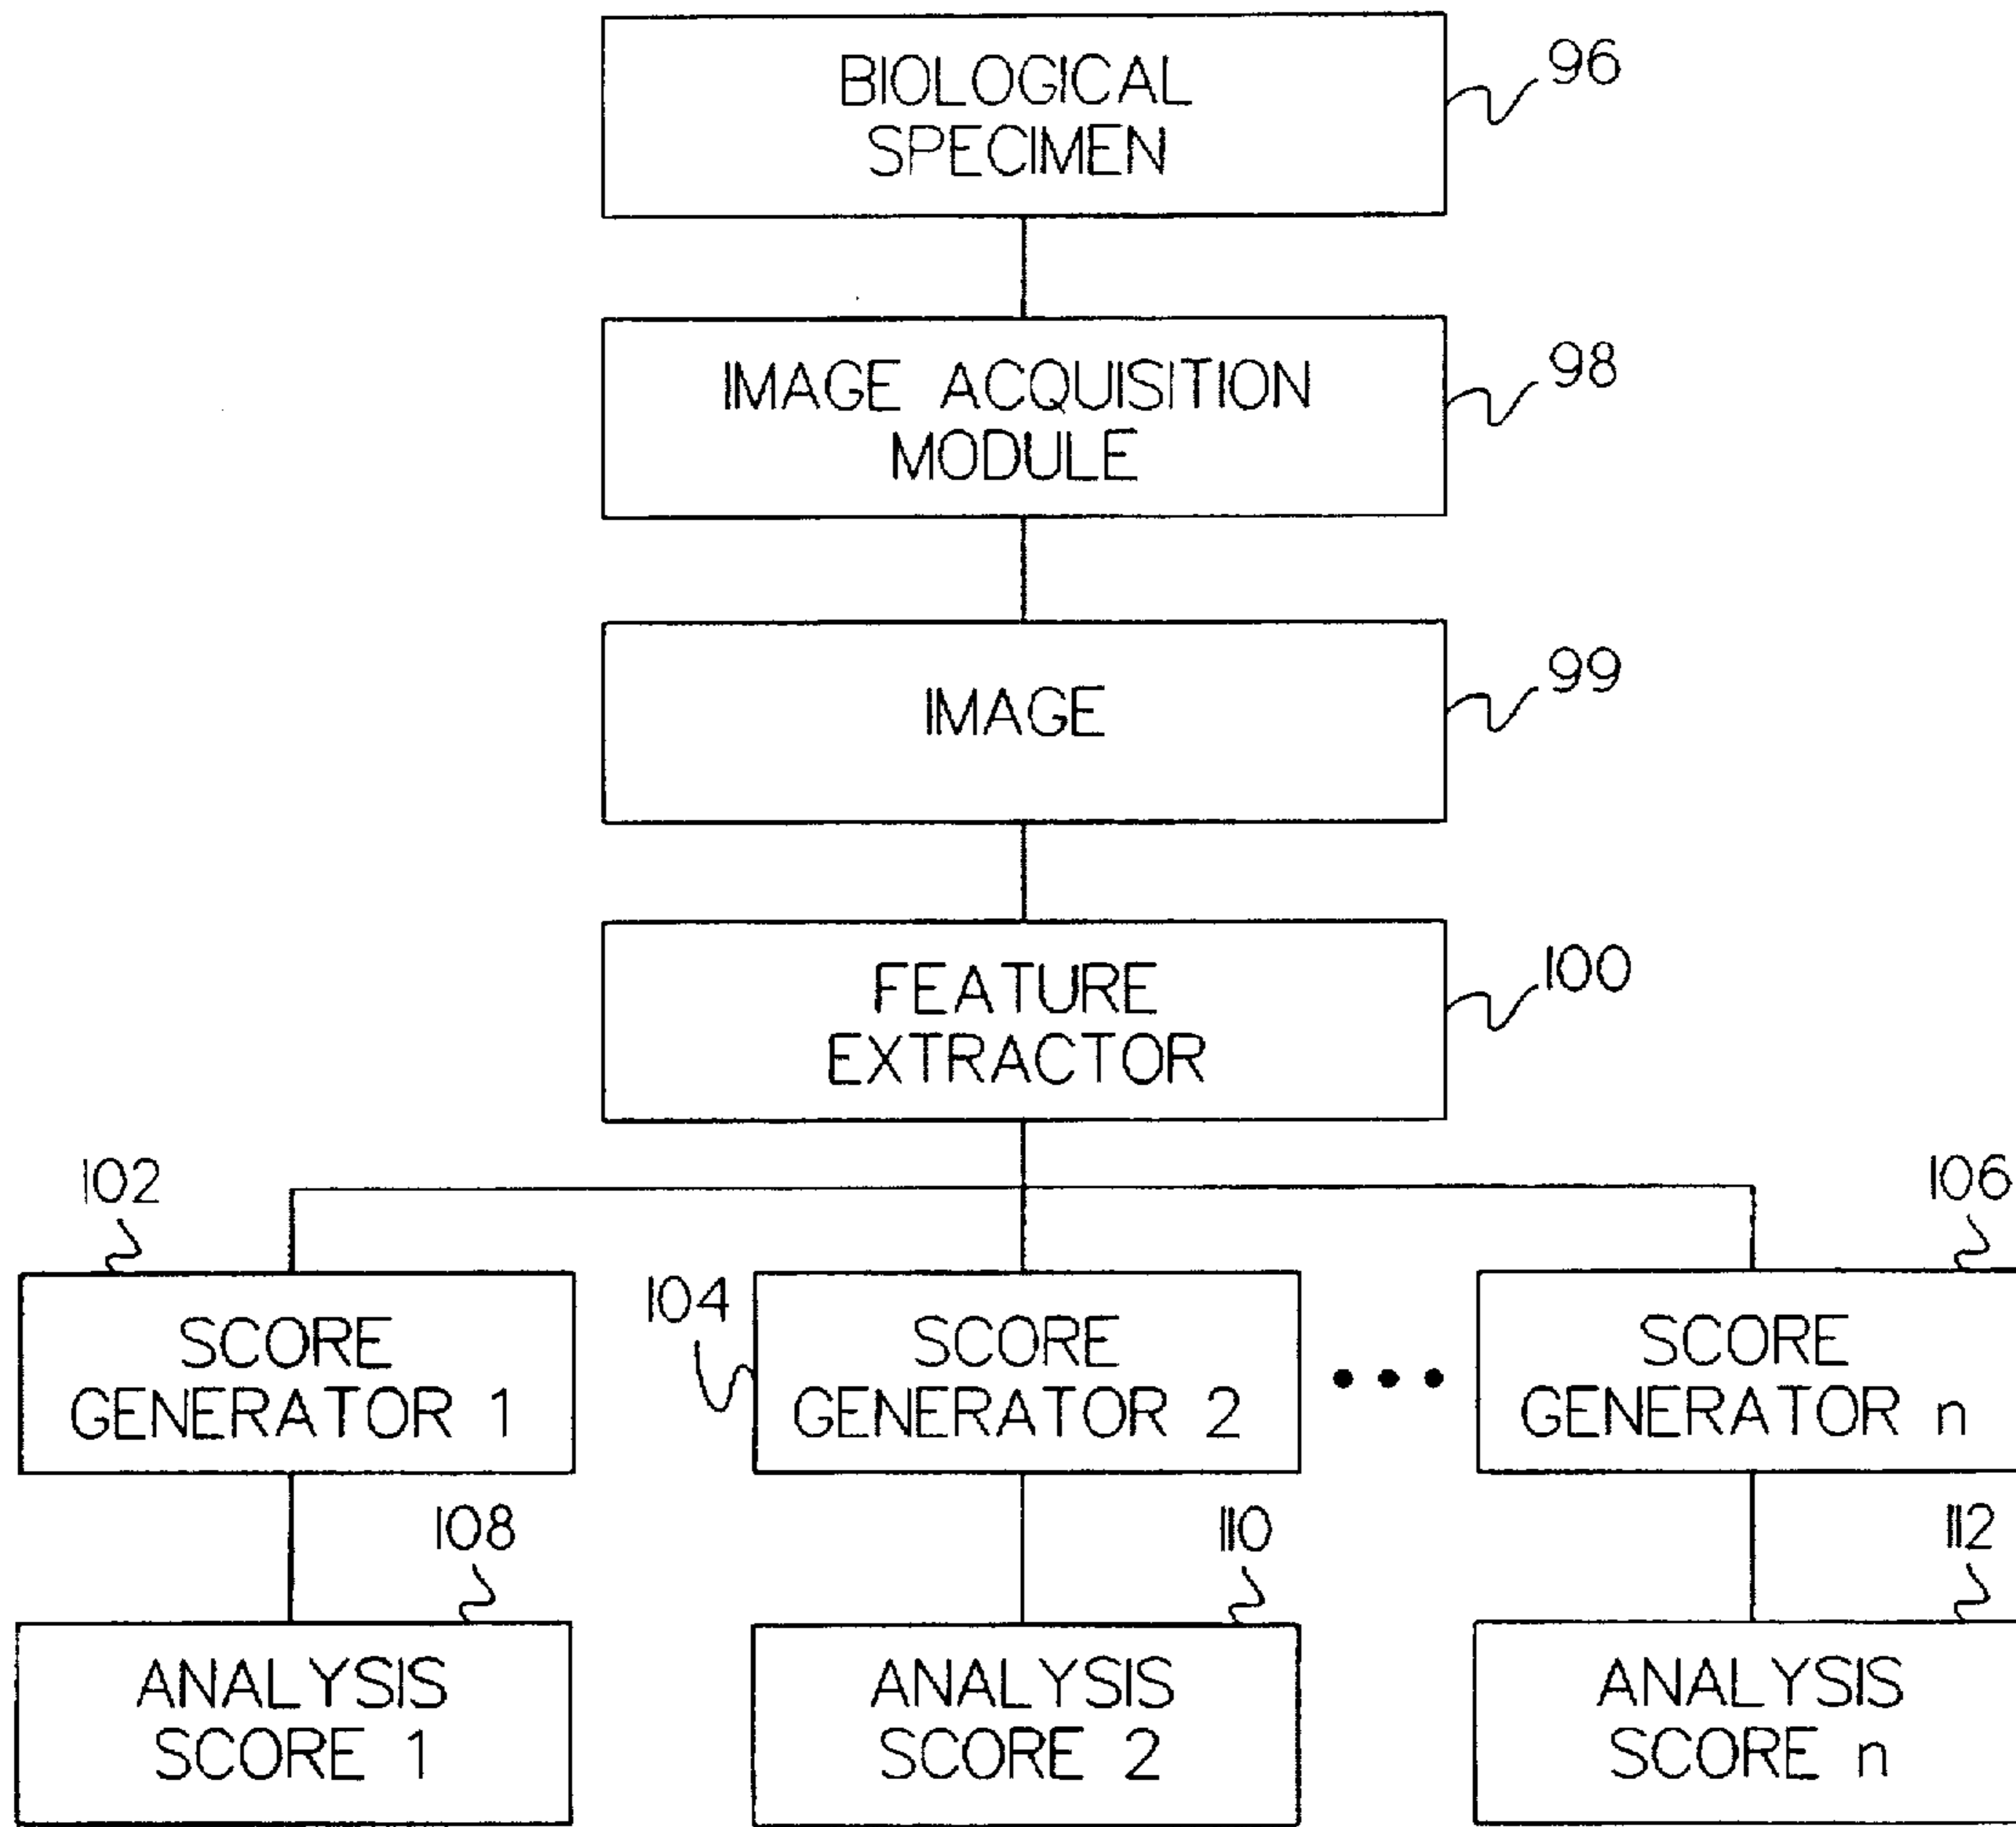 BIOLOGICAL
SPECIMEN
96
IMAGE ACQUISITION
MODULE
98
IMAGE
99
FEATURE
EXTRACTOR
100
102
106
104
SCORE
GENERATOR 1
SCORE
GENERATOR 2
SCORE
GENERATOR n
108
110
112
ANALYSIS
SCORE 1
ANALYSIS
SCORE 2
ANALYSIS
SCORE n